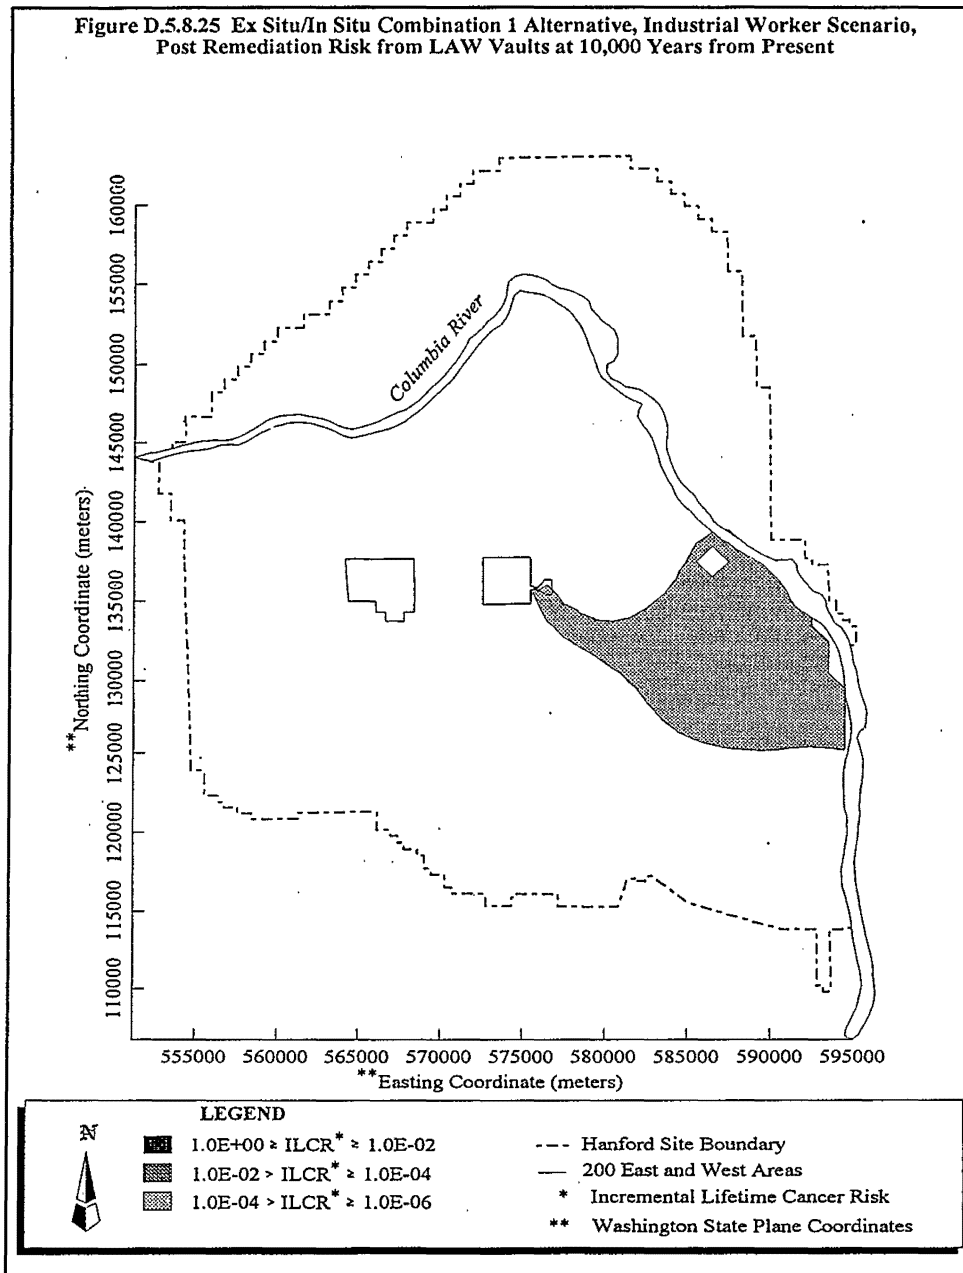 Figure D.5.8.25 Ex Situ/In Situ Combination 1 Alternative, Industrial Worker Scenario,
Post Remediation Risk from LAW Vaults at 10,000 Years from Present
160000
155000
150000
145000
140000
135000
130000
125000
120000
115000
110000
**Northing Coordinate (meters)
Columbia River
555000 560000 565000 570000 575000 580000 585000 590000 595000
**Easting Coordinate (meters)
LEGEND
N
1.0E+00 ≥ ILCR* ≥ 1.0E-02
1.0E-02 > ILCR* ≥ 1.0E-04
1.0E-04 > ILCR* ≥ 1.0E-06
Hanford Site Boundary
200 East and West Areas
* Incremental Lifetime Cancer Risk
** Washington State Plane Coordinates